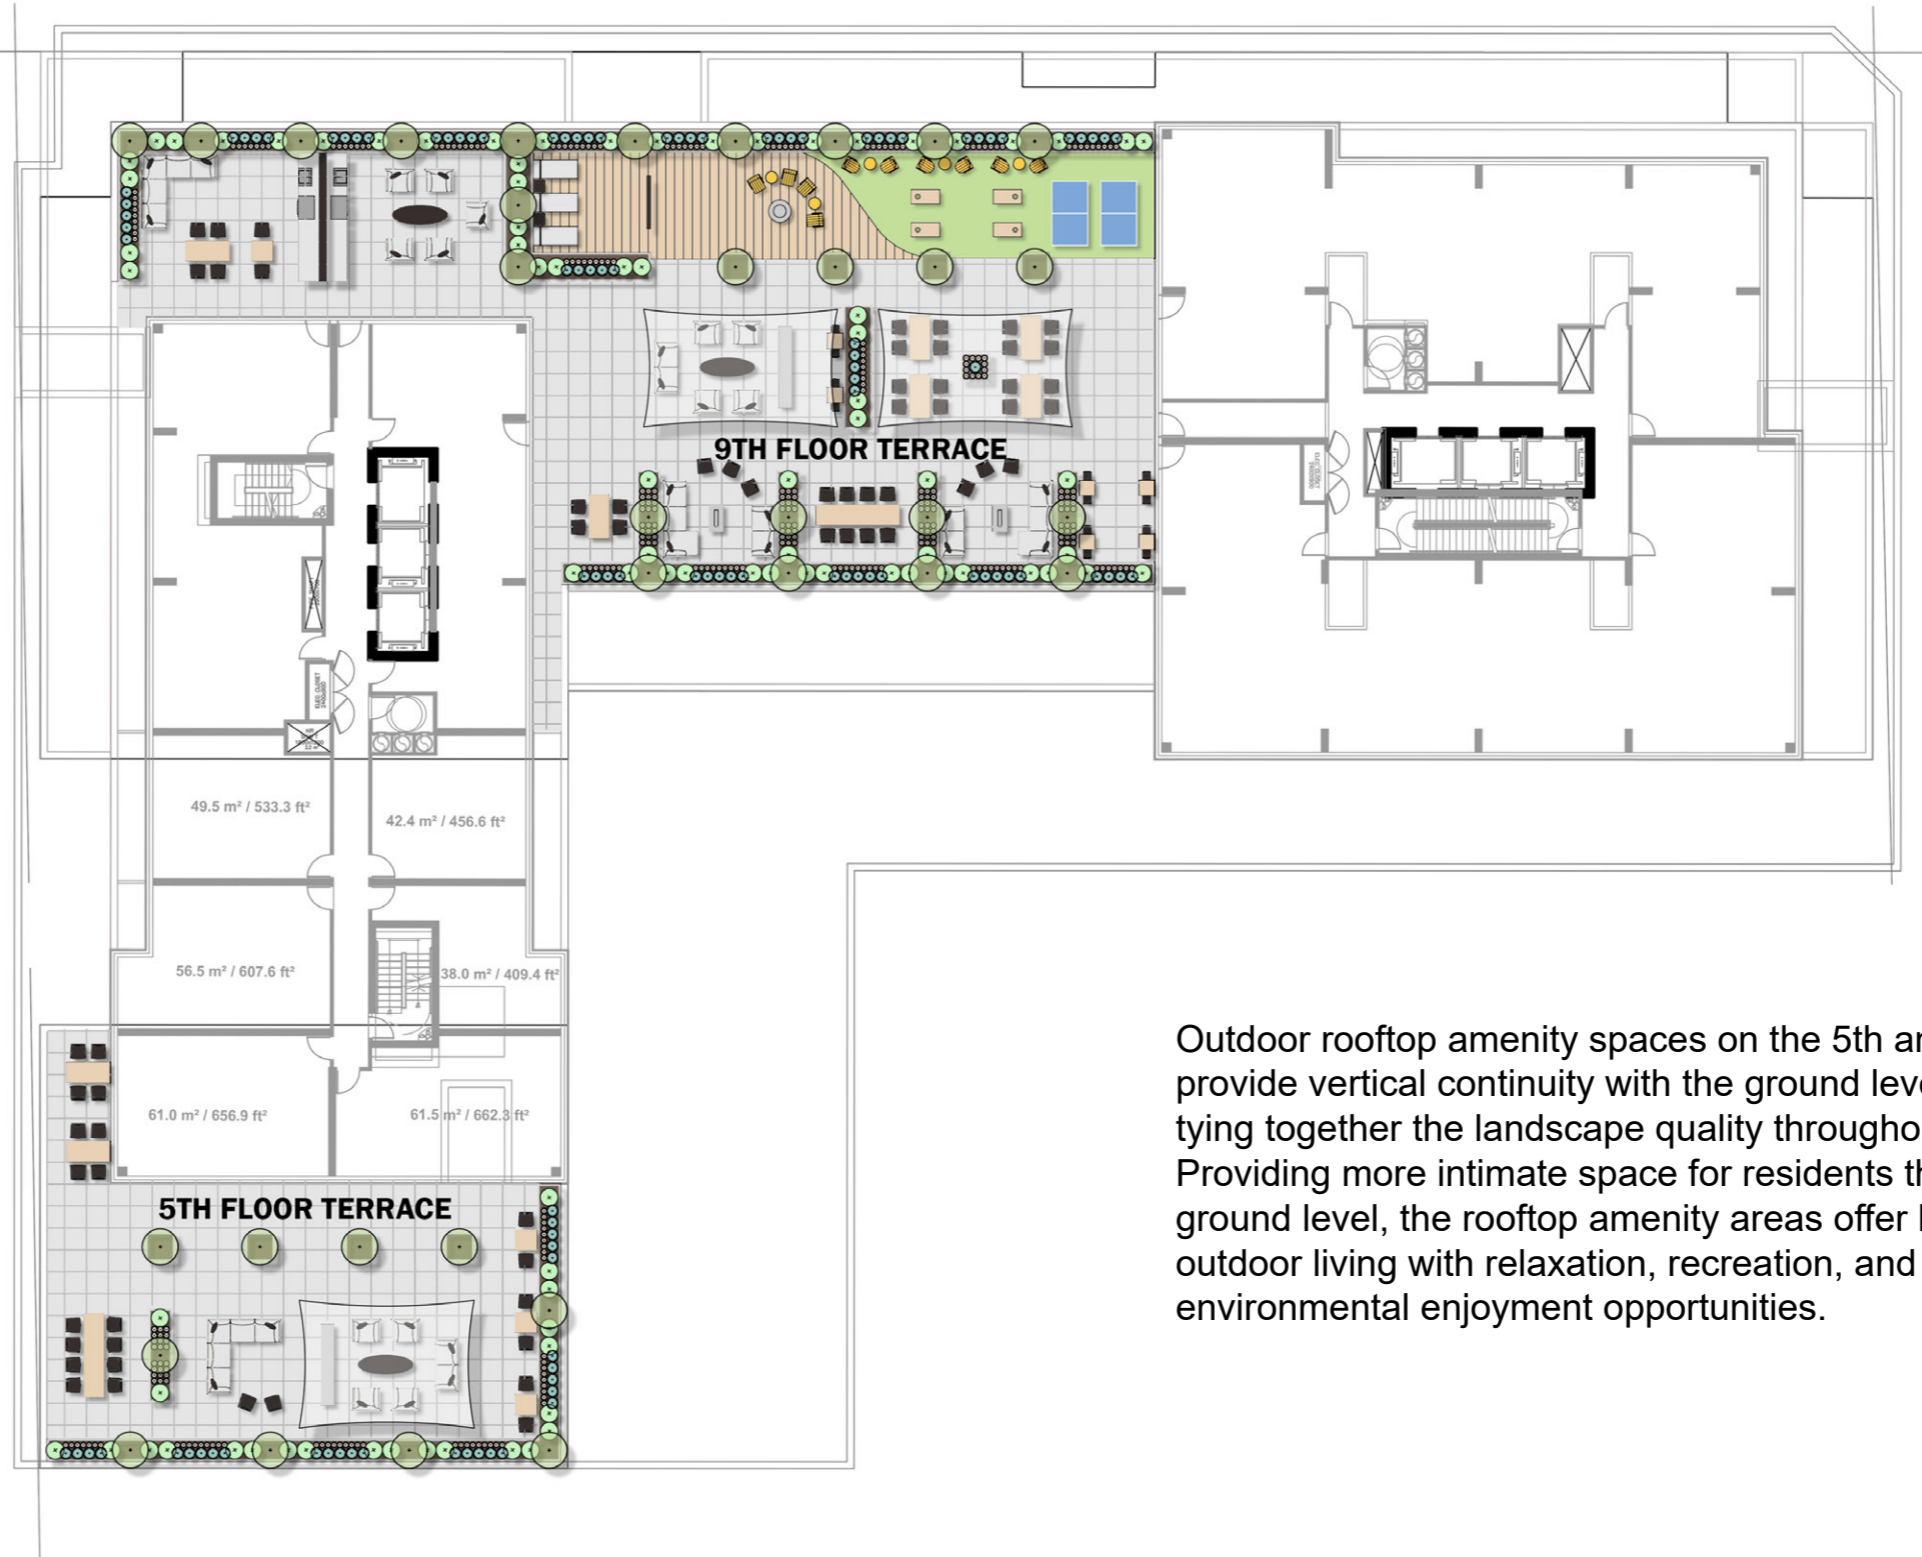 9TH FLOOR TERRACE
ELEC CLOSET
49.5 m² / 533.3 ft²
42.4 m² / 456.6 ft²
56.5 m² / 607.6 ft²
38.0 m² / 409.4 ft²
61.0 m² / 656.9 ft²
61.5 m² / 662.3 ft²
5TH FLOOR TERRACE
Outdoor rooftop amenity spaces on the 5th
provide vertical continuity with the ground
tying together the landscape quality
Providing more intimate space for residents
ground level, the rooftop amenity areas offer
outdoor living with relaxation, recreation, and
environmental enjoyment opportunities.